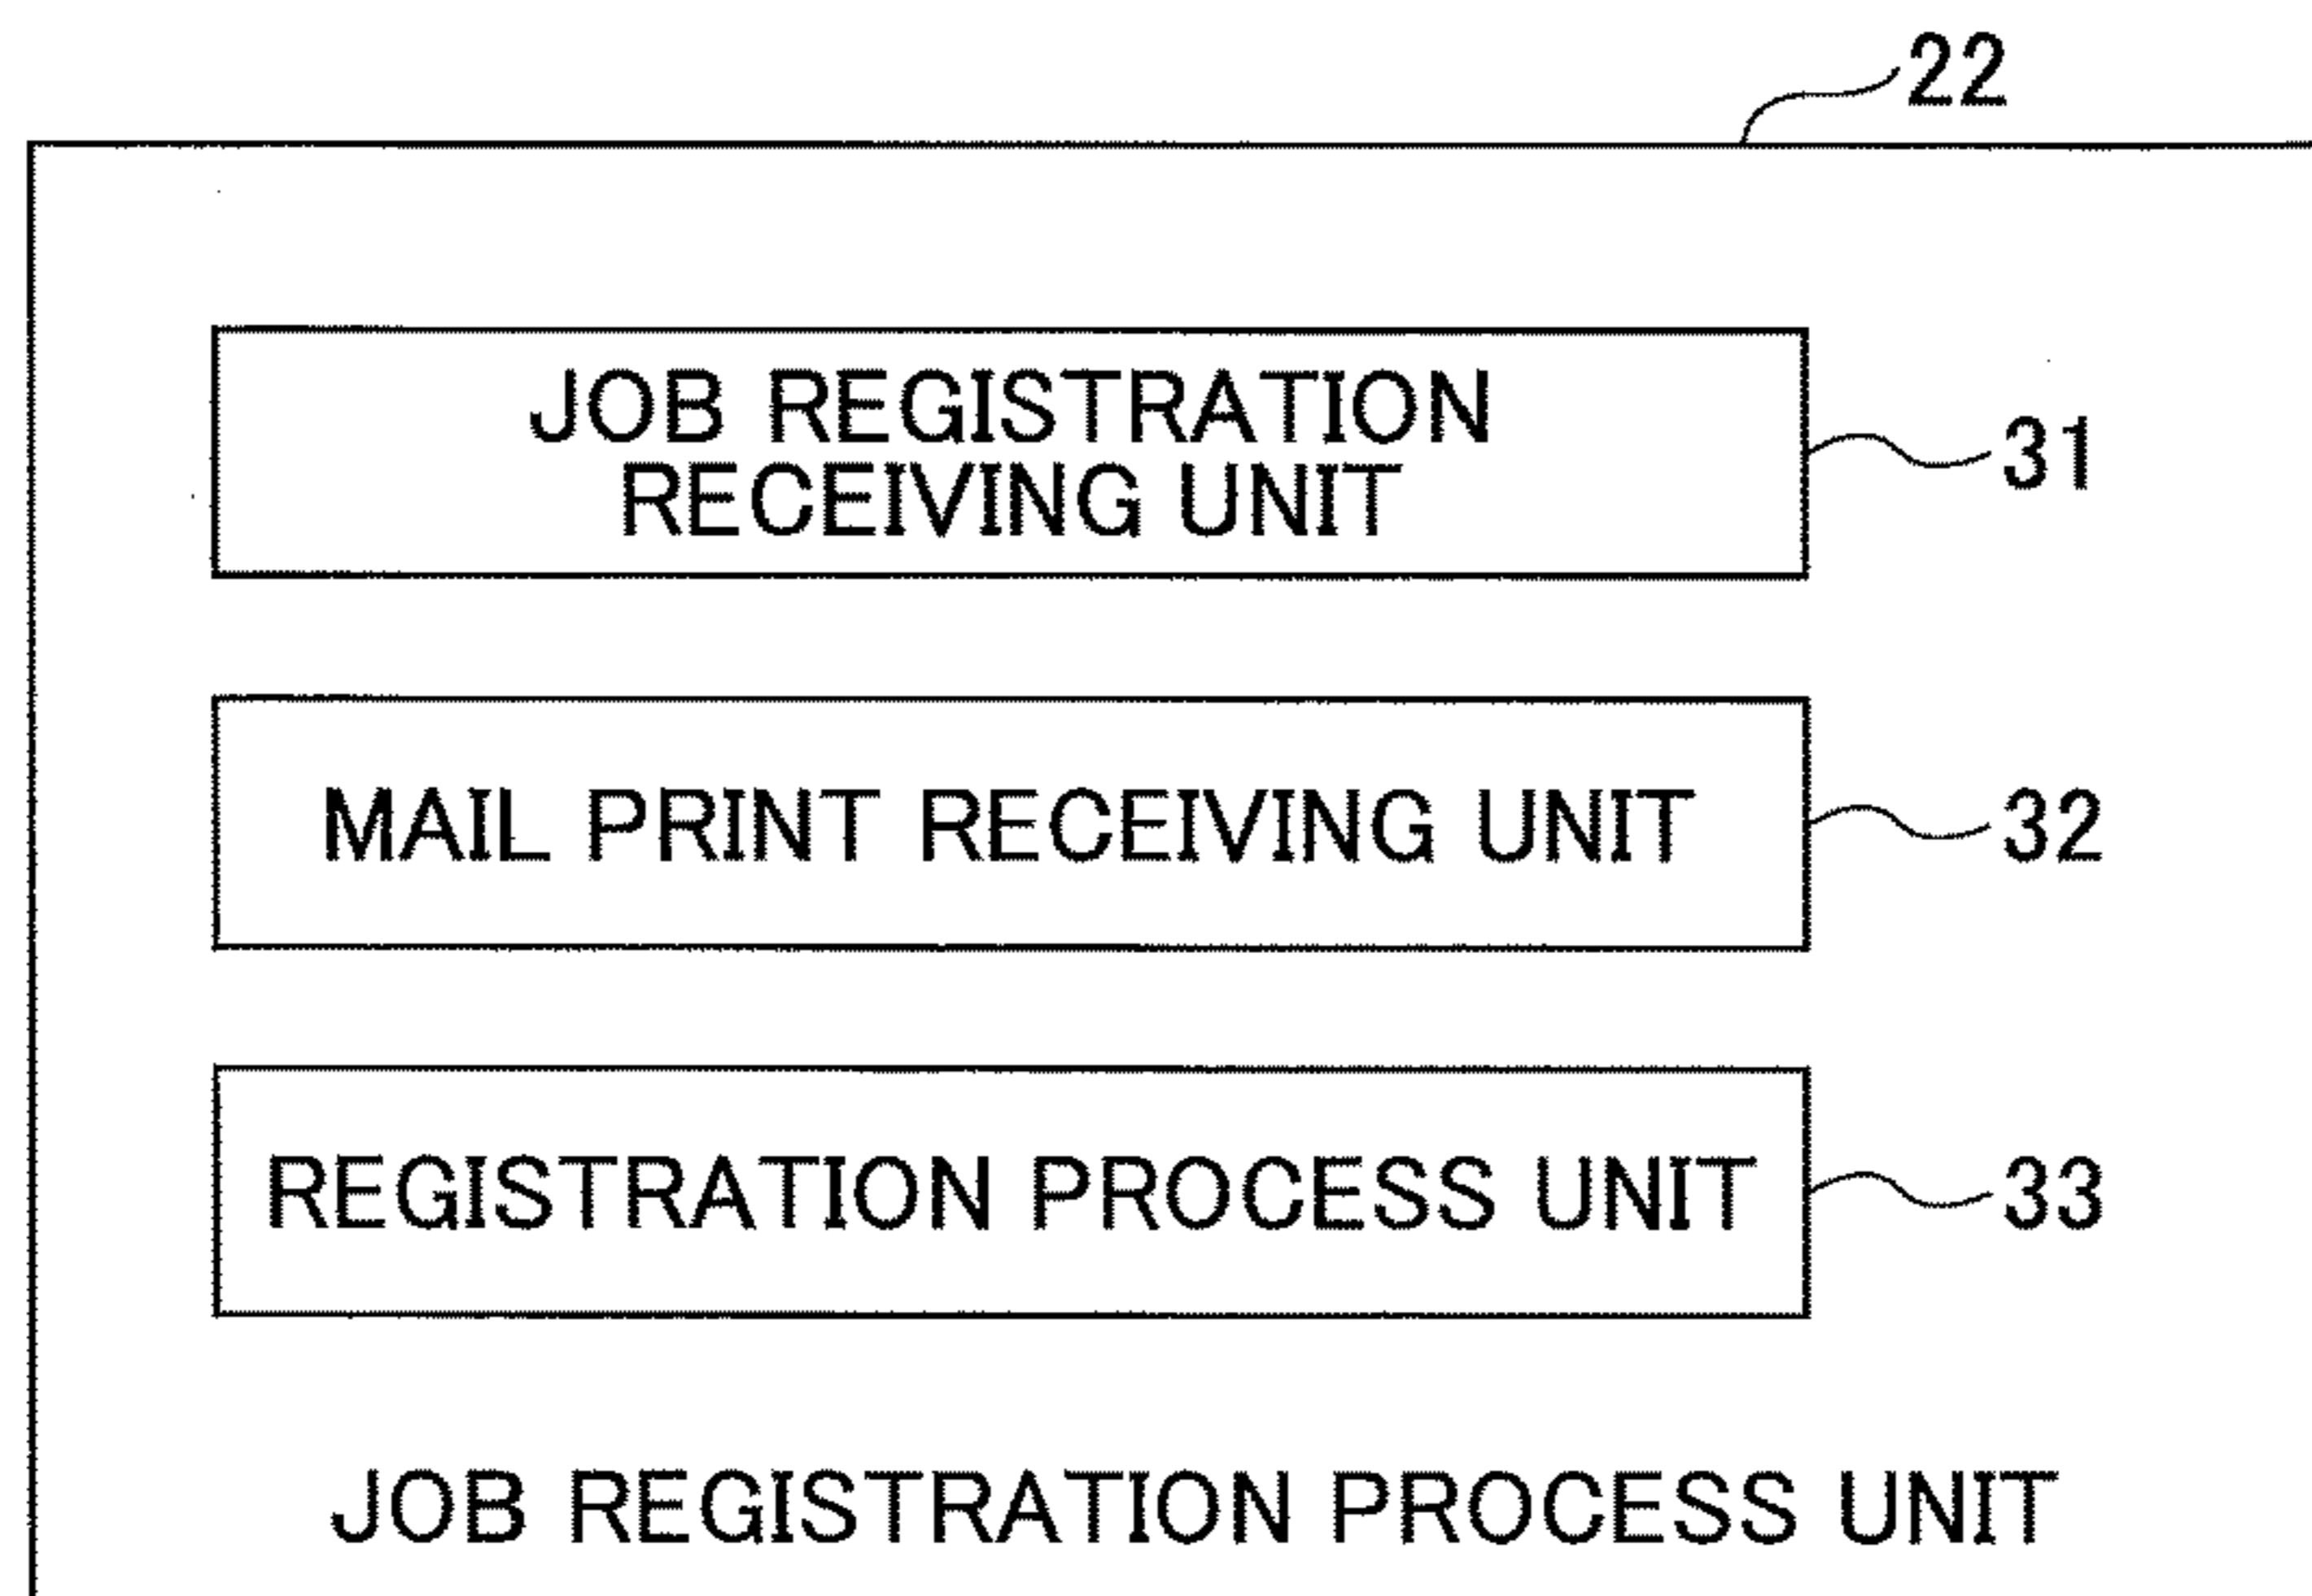 22
JOB REGISTRATION
RECEIVING UNIT
31
MAIL PRINT RECEIVING UNIT
32
REGISTRATION PROCESS UNIT
33
JOB REGISTRATION PROCESS UNIT